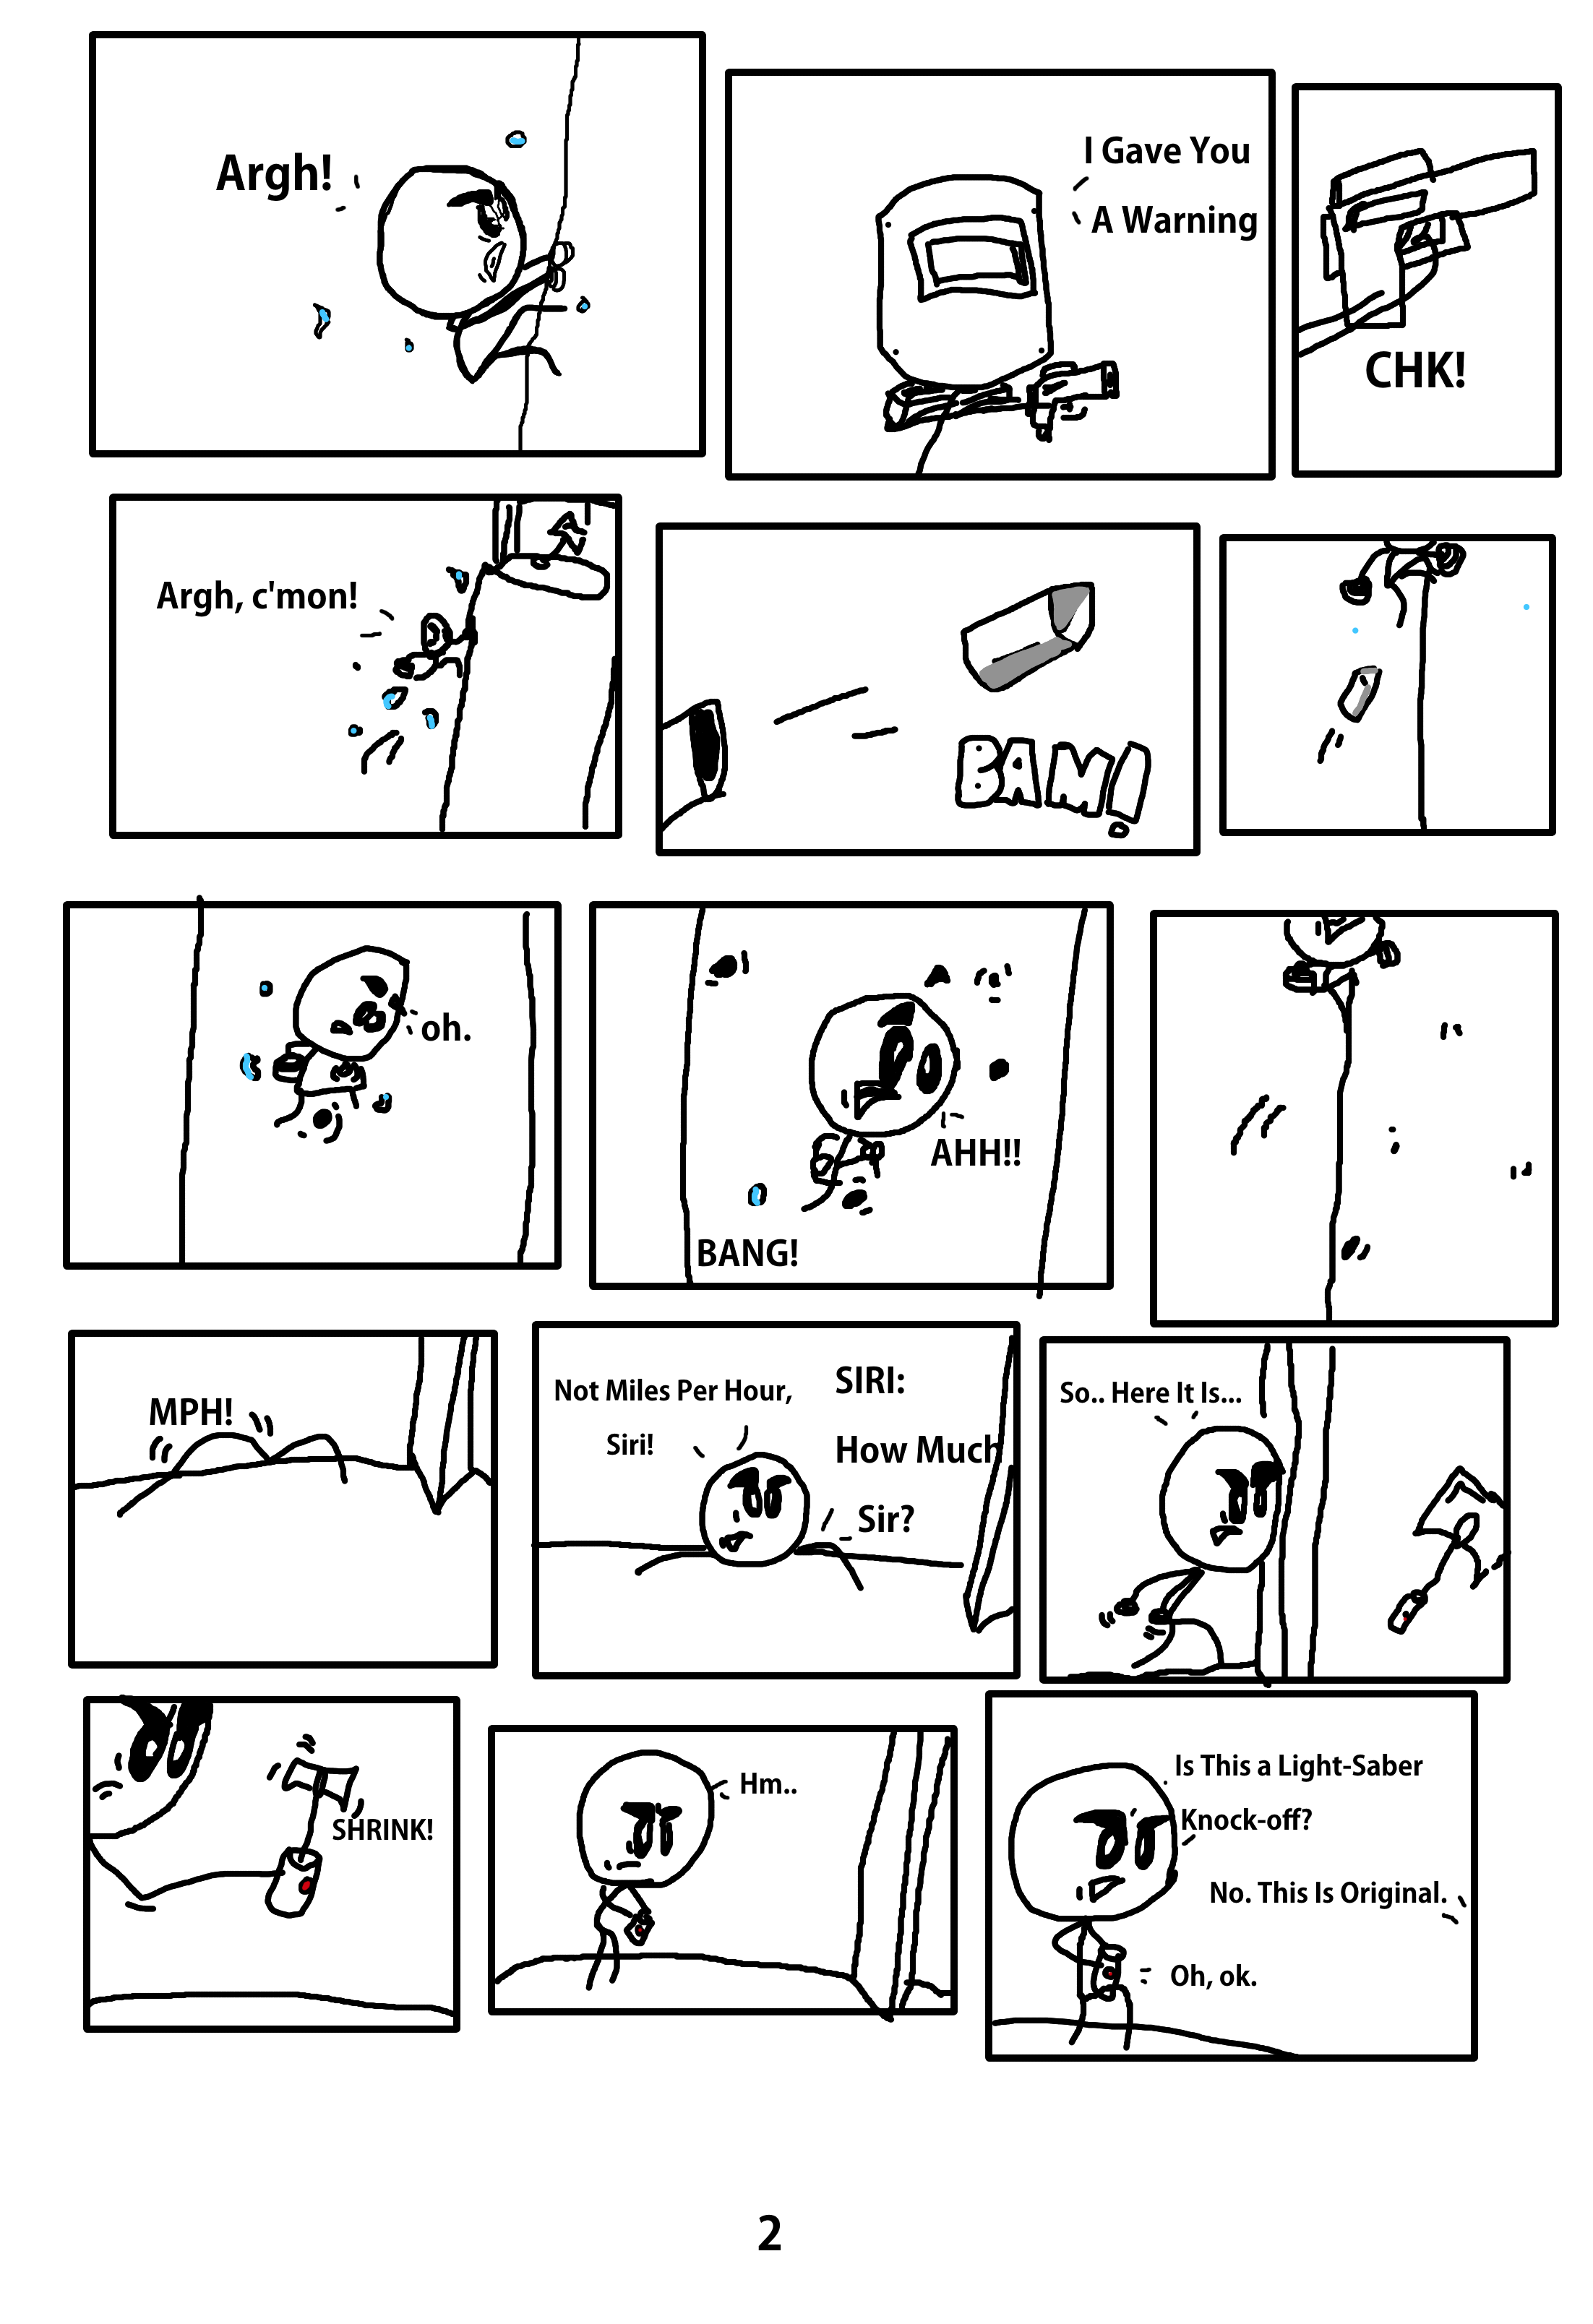 Argh!
I Gave You
A Warning
CHK!
Argh, c'mon!
BAM!
oh.
AHH!!
BANG!
MPH!
Not Miles Per Hour,
Siri!
SIRI:
How Much
Sir?
So.. Here It Is...
SHRINK!
Hm..
Is This a Light-Saber
Knock-off?
No. This Is Original.
Oh, ok.
2